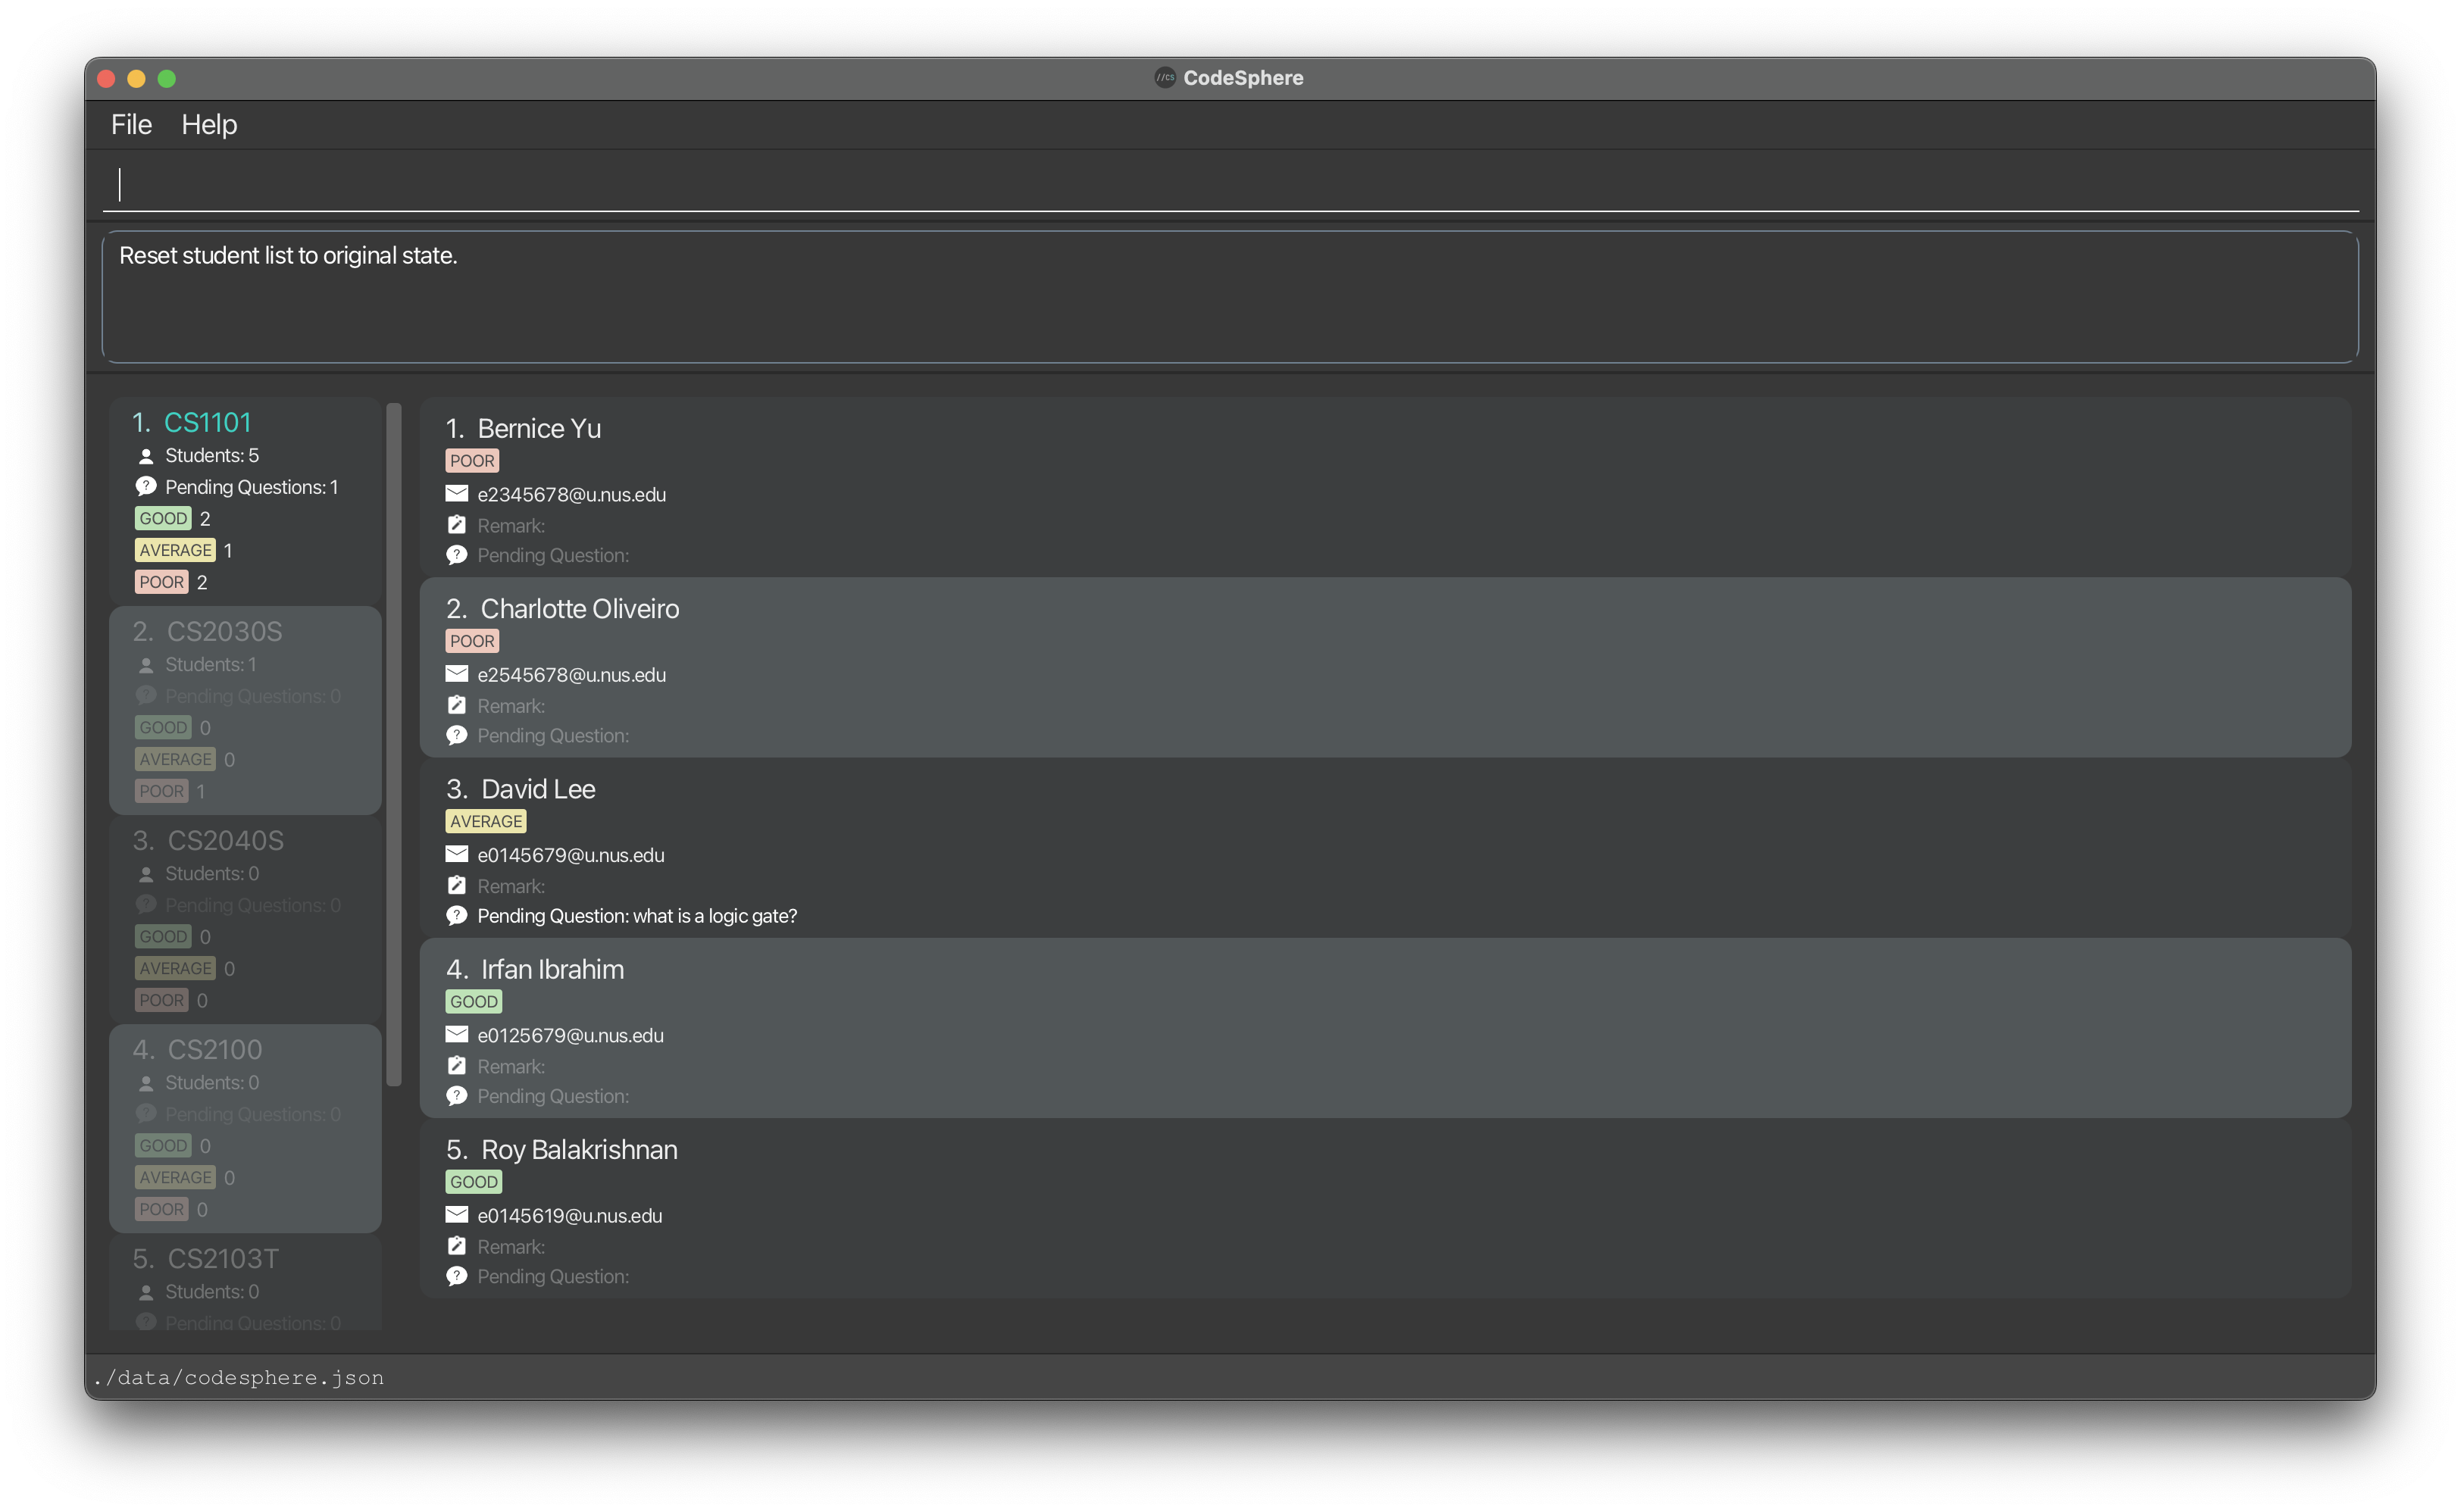 //CS CodeSphere
File Help
Reset student list to original state.
1. CS1101
Students: 5
? Pending Questions: 1
GOOD 2
AVERAGE 1
POOR 2
2. CS2030S
Students: 1
? Pending Questions: 0
GOOD 0
AVERAGE 0
POOR 1
3. CS2040S
Students: 0
? Pending Questions: 0
GOOD 0
AVERAGE 0
POOR 0
4. CS2100
Students: 0
? Pending Questions: 0
GOOD 0
AVERAGE 0
POOR 0
5. CS2103T
Students: 0
? Pending Questions: 0
1. Bernice Yu
POOR
e2345678@u.nus.edu
Remark:
? Pending Question:
2. Charlotte Oliveiro
POOR
e2545678@u.nus.edu
Remark:
? Pending Question:
3. David Lee
AVERAGE
e0145679@u.nus.edu
Remark:
? Pending Question: what is a logic gate?
4. Irfan Ibrahim
GOOD
e0125679@u.nus.edu
Remark:
? Pending Question:
5. Roy Balakrishnan
GOOD
e0145619@u.nus.edu
Remark:
? Pending Question:
./data/codesphere.json